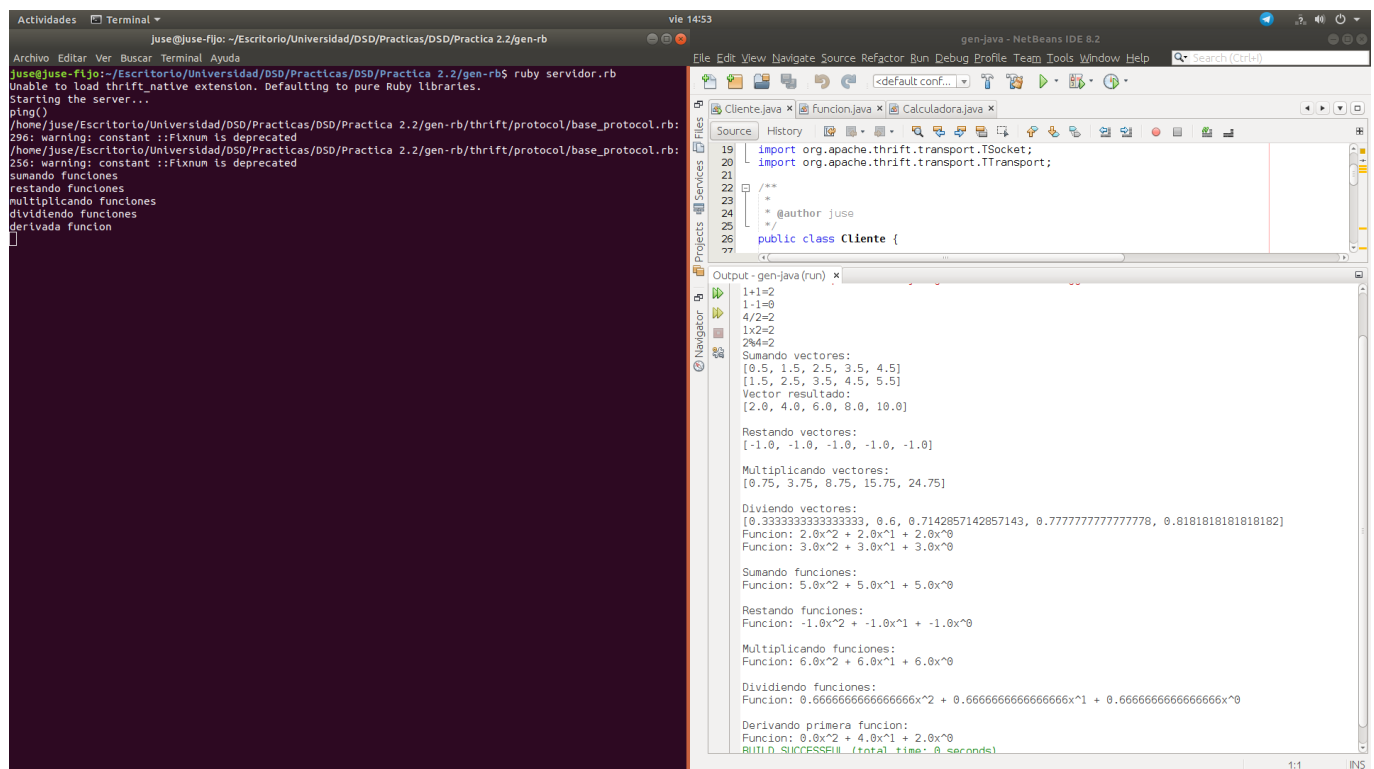 Actividades Terminal vie 14:53
juse@juse-fijo: ~/Escritorio/Universidad/DSD/Practicas/DSD/Practica 2.2/gen-rb
Archivo Editar Ver Buscar Terminal Ayuda
juse@juse-fijo:~/Escritorio/Universidad/DSD/Practicas/DSD/Practica 2.2/gen-rb$ ruby servidor.rb
Unable to load thrift_native extension. Defaulting to pure Ruby libraries.
Starting the server...
ping()
/home/juse/Escritorio/Universidad/DSD/Practicas/DSD/Practica 2.2/gen-rb/thrift/protocol/base_protocol.rb:
296: warning: constant ::Fixnum is deprecated
/home/juse/Escritorio/Universidad/DSD/Practicas/DSD/Practica 2.2/gen-rb/thrift/protocol/base_protocol.rb:
256: warning: constant ::Fixnum is deprecated
sumando funciones
restando funciones
multiplicando funciones
dividiendo funciones
derivada funcion
gen-java - NetBeans IDE 8.2
File Edit View Navigate Source Refactor Run Debug Profile Team Tools Window Help Search (Ctrl+I)
<default conf...
Cliente.java funcion.java Calculadora.java
Source History
Files
Services
Projects
Navigator
19 import org.apache.thrift.transport.TSocket;
20 import org.apache.thrift.transport.TTransport;
21
22 /**
23 *
24 * @author juse
25 */
26 public class Cliente {
27
Output - gen-java (run)
1+1=2
1-1=0
4/2=2
1x2=2
2%4=2
Sumando vectores:
[0.5, 1.5, 2.5, 3.5, 4.5]
[1.5, 2.5, 3.5, 4.5, 5.5]
Vector resultado:
[2.0, 4.0, 6.0, 8.0, 10.0]
Restando vectores:
[-1.0, -1.0, -1.0, -1.0, -1.0]
Multiplicando vectores:
[0.75, 3.75, 8.75, 15.75, 24.75]
Diviendo vectores:
[0.3333333333333333, 0.6, 0.7142857142857143, 0.7777777777777778, 0.8181818181818182]
Funcion: 2.0x^2 + 2.0x^1 + 2.0x^0
Funcion: 3.0x^2 + 3.0x^1 + 3.0x^0
Sumando funciones:
Funcion: 5.0x^2 + 5.0x^1 + 5.0x^0
Restando funciones:
Funcion: -1.0x^2 + -1.0x^1 + -1.0x^0
Multiplicando funciones:
Funcion: 6.0x^2 + 6.0x^1 + 6.0x^0
Dividiendo funciones:
Funcion: 0.6666666666666666x^2 + 0.6666666666666666x^1 + 0.6666666666666666x^0
Derivando primera funcion:
Funcion: 0.0x^2 + 4.0x^1 + 2.0x^0
BUILD SUCCESSFUL (total time: 0 seconds)
1:1 INS